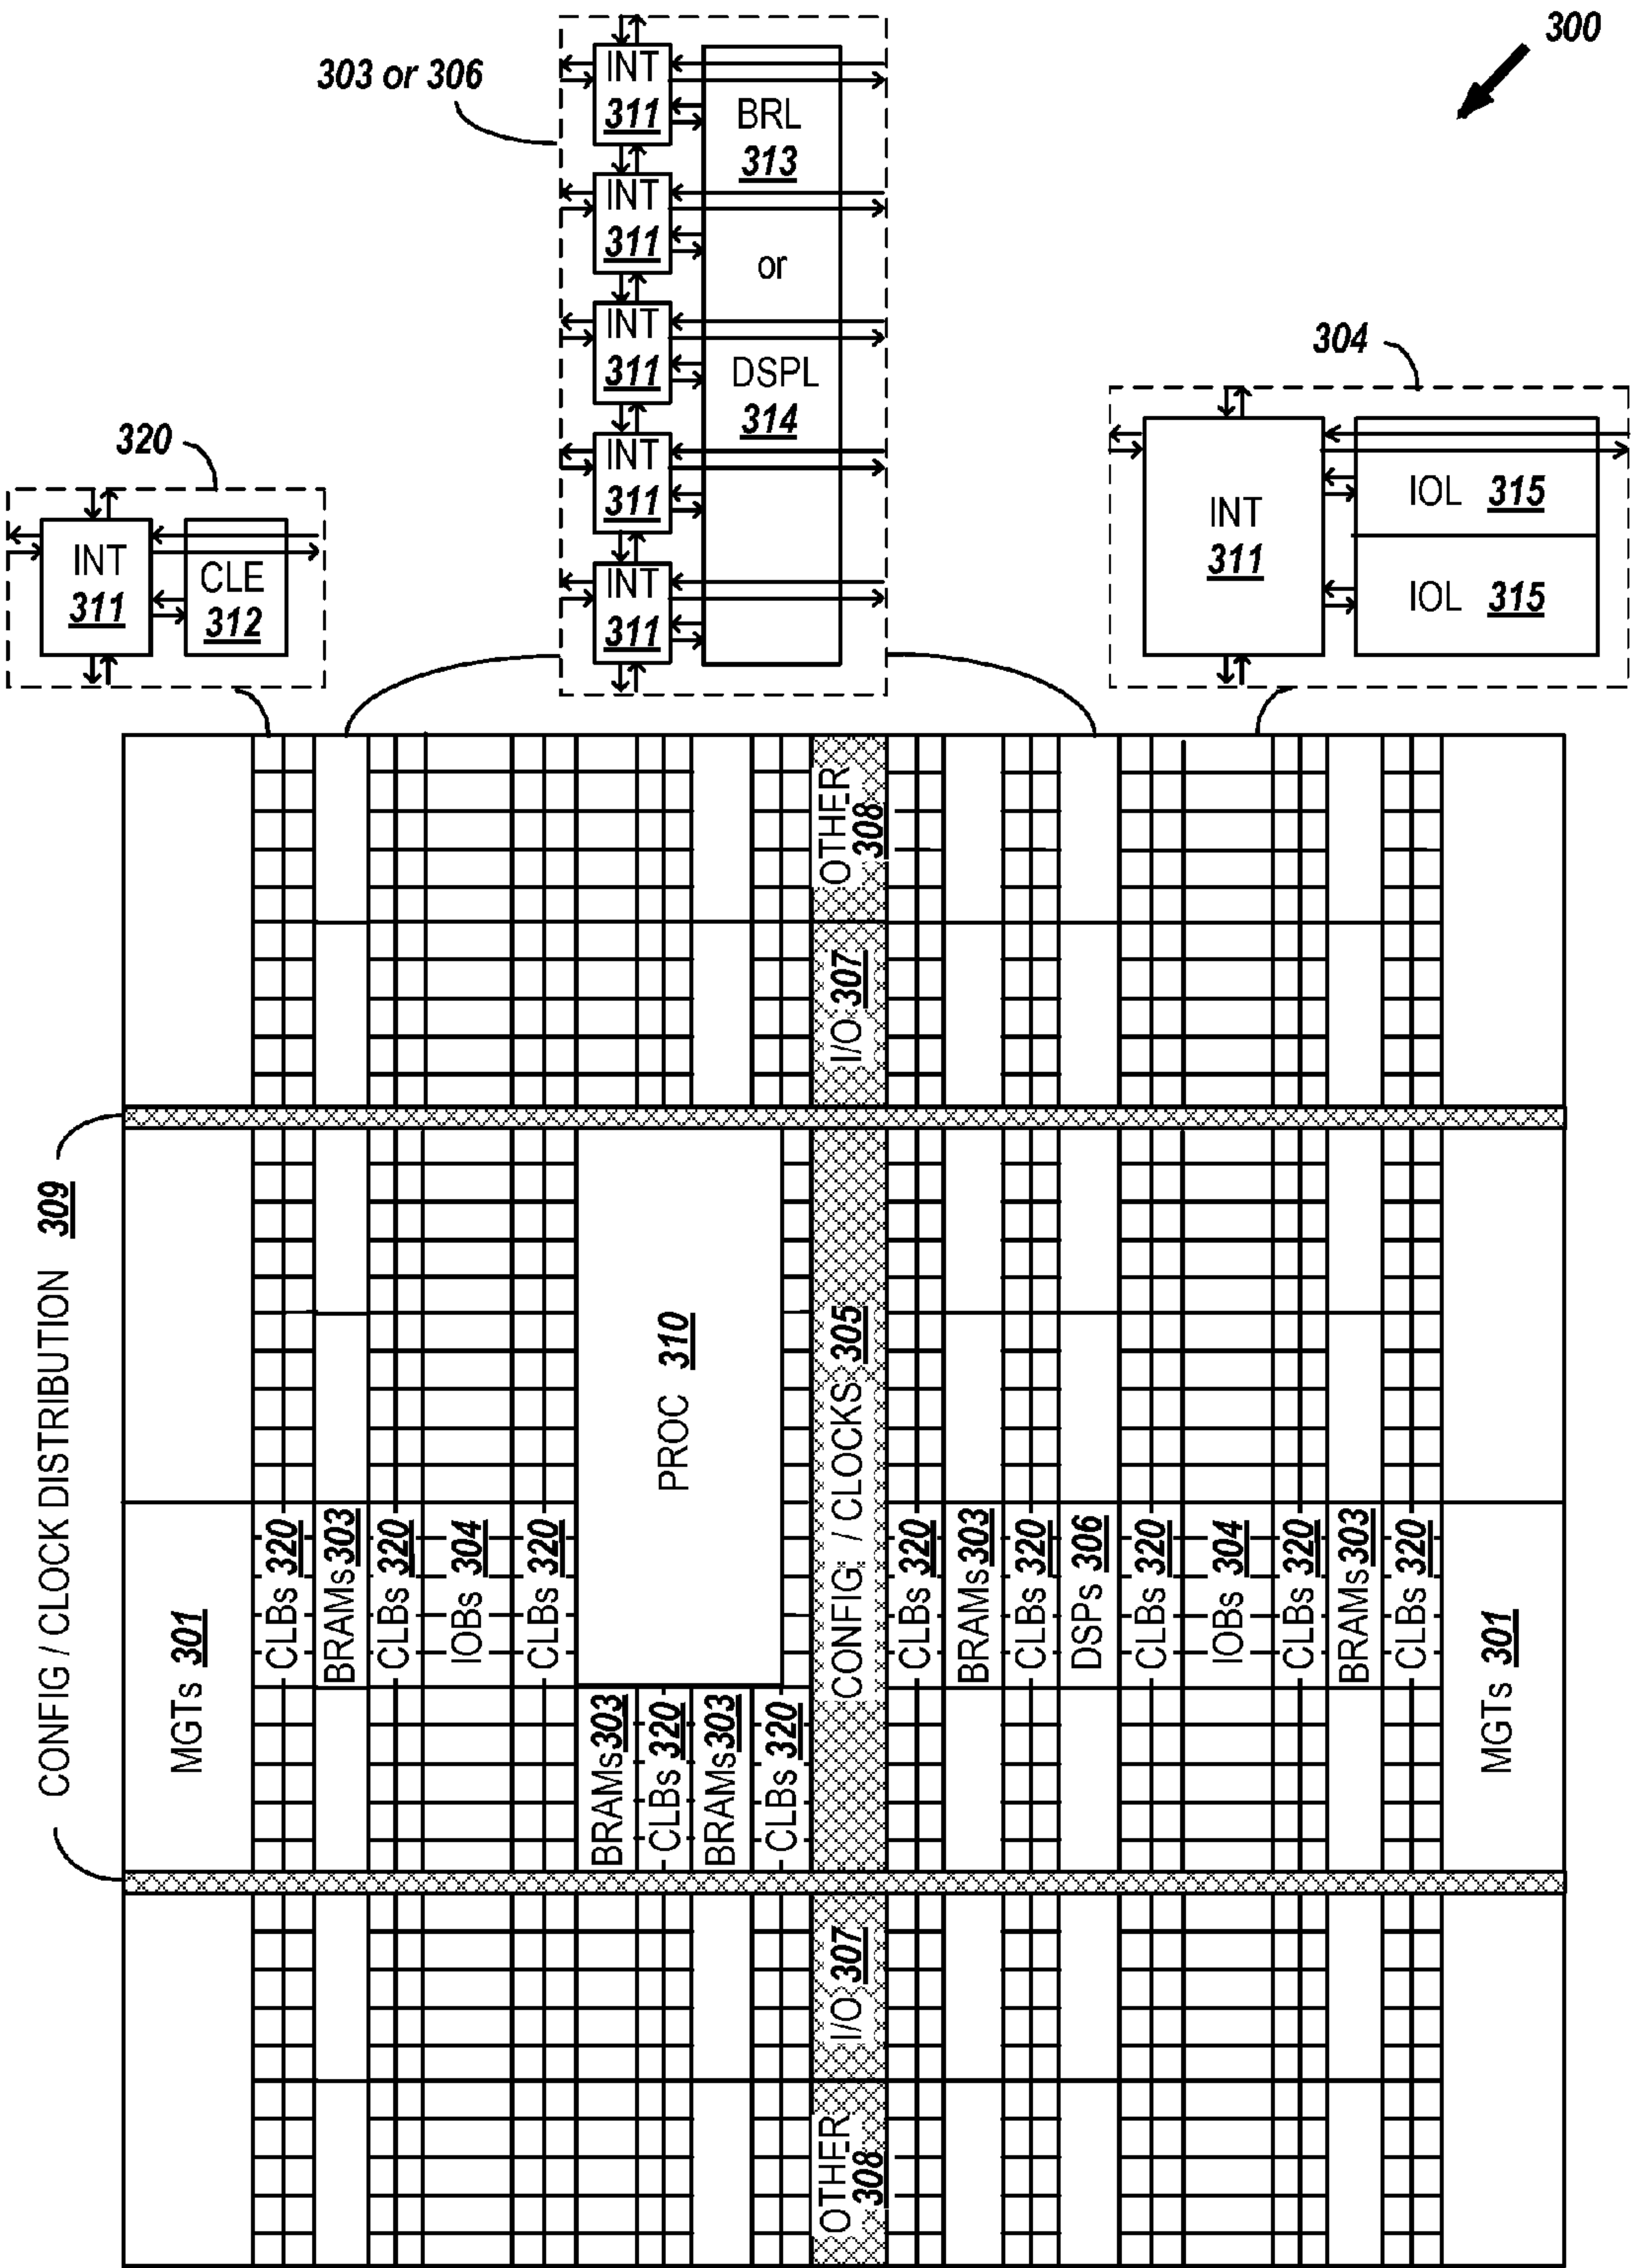 300
303 or 306
INT
311
INT
311
INT
311
INT
311
INT
311
BRL
313
or
DSPL
314
304
INT
311
IOL 315
IOL 315
320
INT
311
CLE
312
OTHER
308
I/O 307
CONFIG / CLOCK DISTRIBUTION 309
PROC 310
CONFIG / CLOCKS 305
MGTs 301
CLBs 320
BRAMs 303
CLBs 320
IOBs 304
CLBs 320
BRAMs 303
CLBs 320
BRAMs 303
CLBs 320
CLBs 320
BRAMs 303
CLBs 320
DSPs 306
CLBs 320
IOBs 304
CLBs 320
BRAMs 303
CLBs 320
MGTs 301
I/O 307
OTHER
308